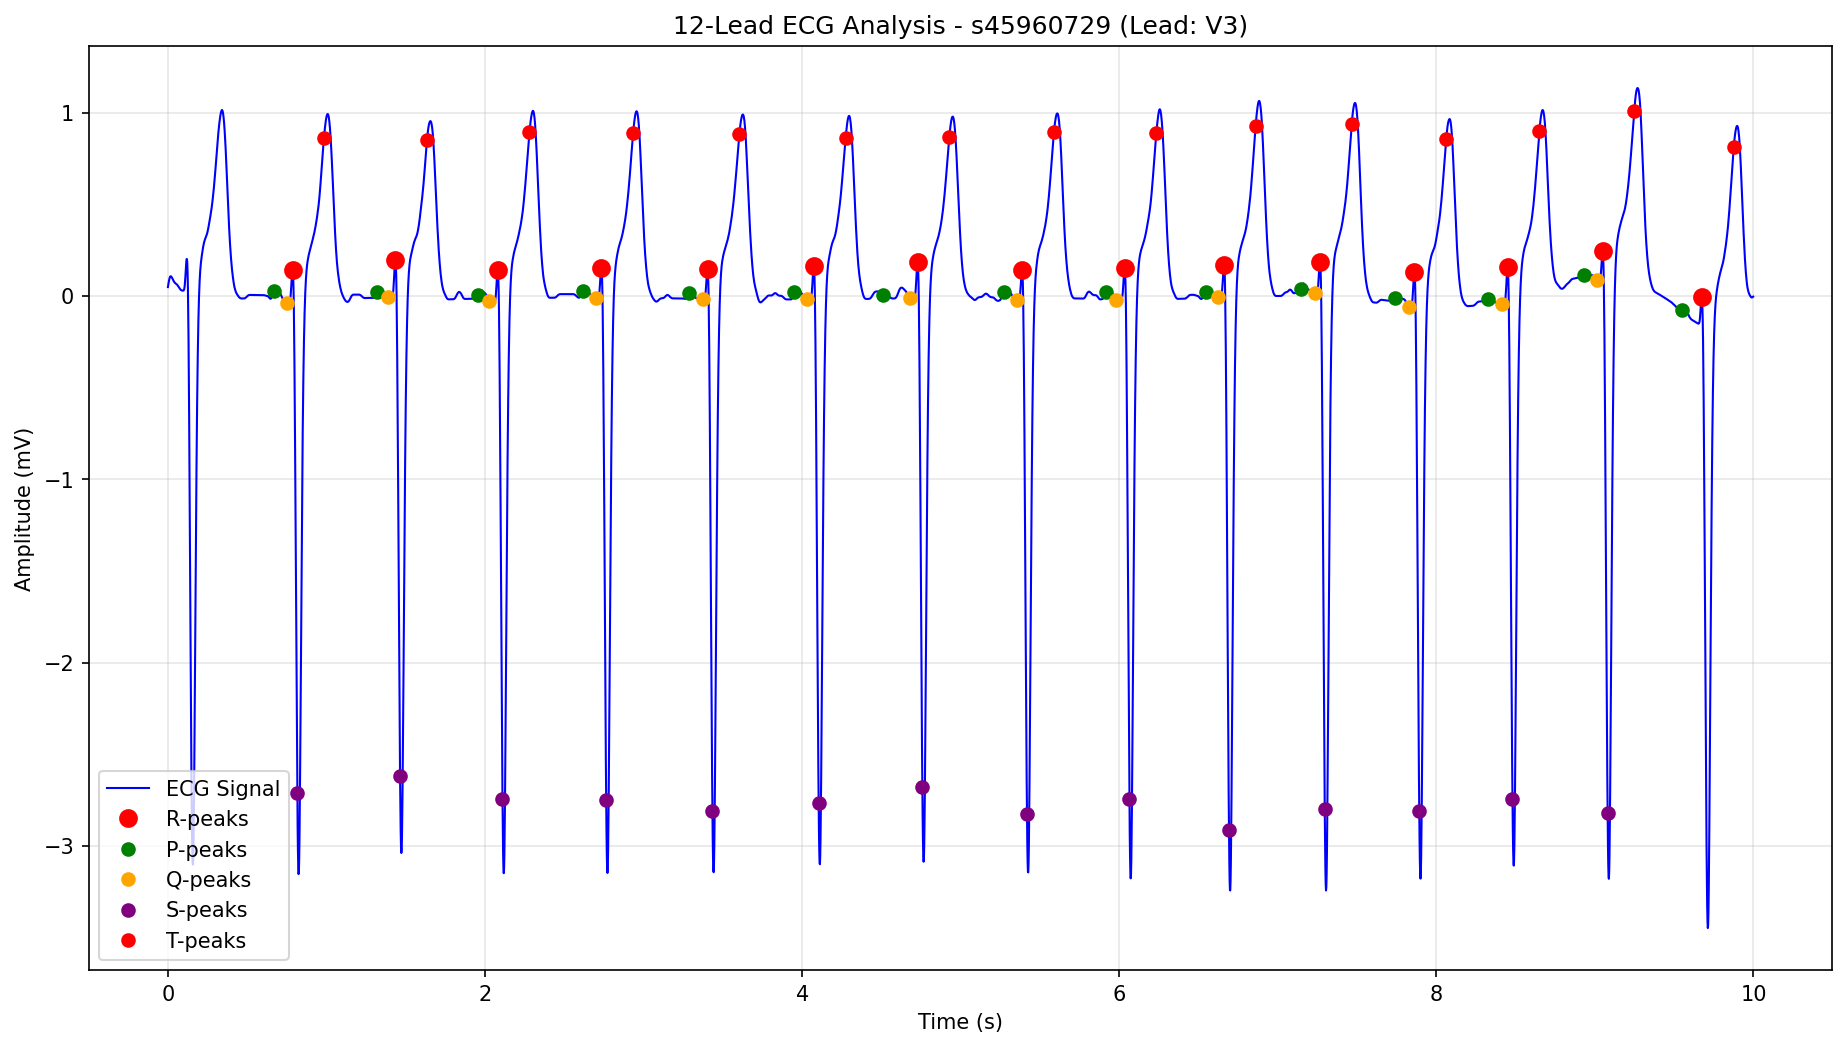 12-Lead ECG Analysis - s45960729 (Lead: V3)
Amplitude (mV)
1
0
−1
−2
−3
ECG Signal
R-peaks
P-peaks
Q-peaks
S-peaks
T-peaks
0 2 4 6 8 10
Time (s)